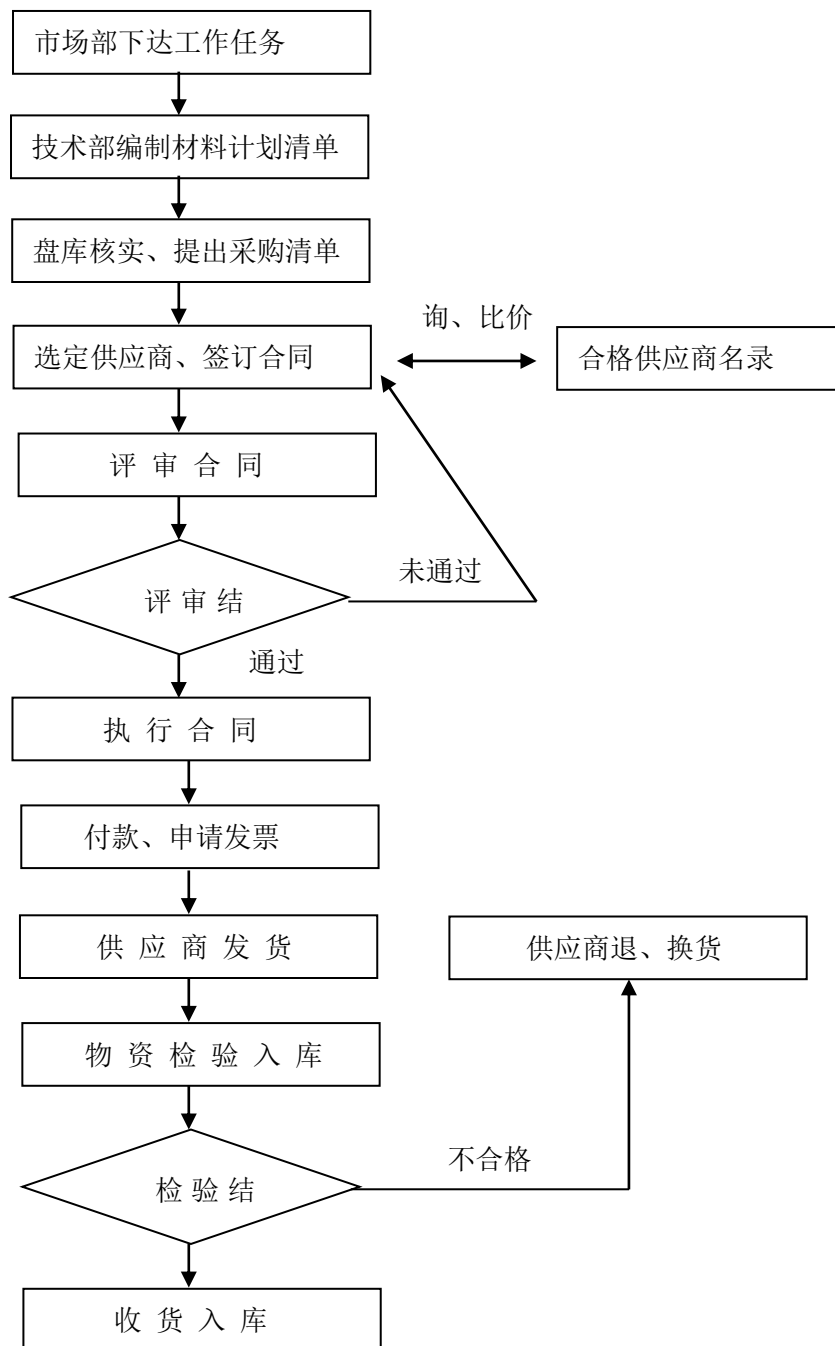 市场部下达工作任务
技术部编制材料计划清单
盘库核实、提出采购清单
询、比价
选定供应商、签订合同
合格供应商名录
评审合同
未通过
评审结
通过
执行合同
付款、申请发票
供应商发货
供应商退、换货
物资检验入库
不合格
检验结
收货入库